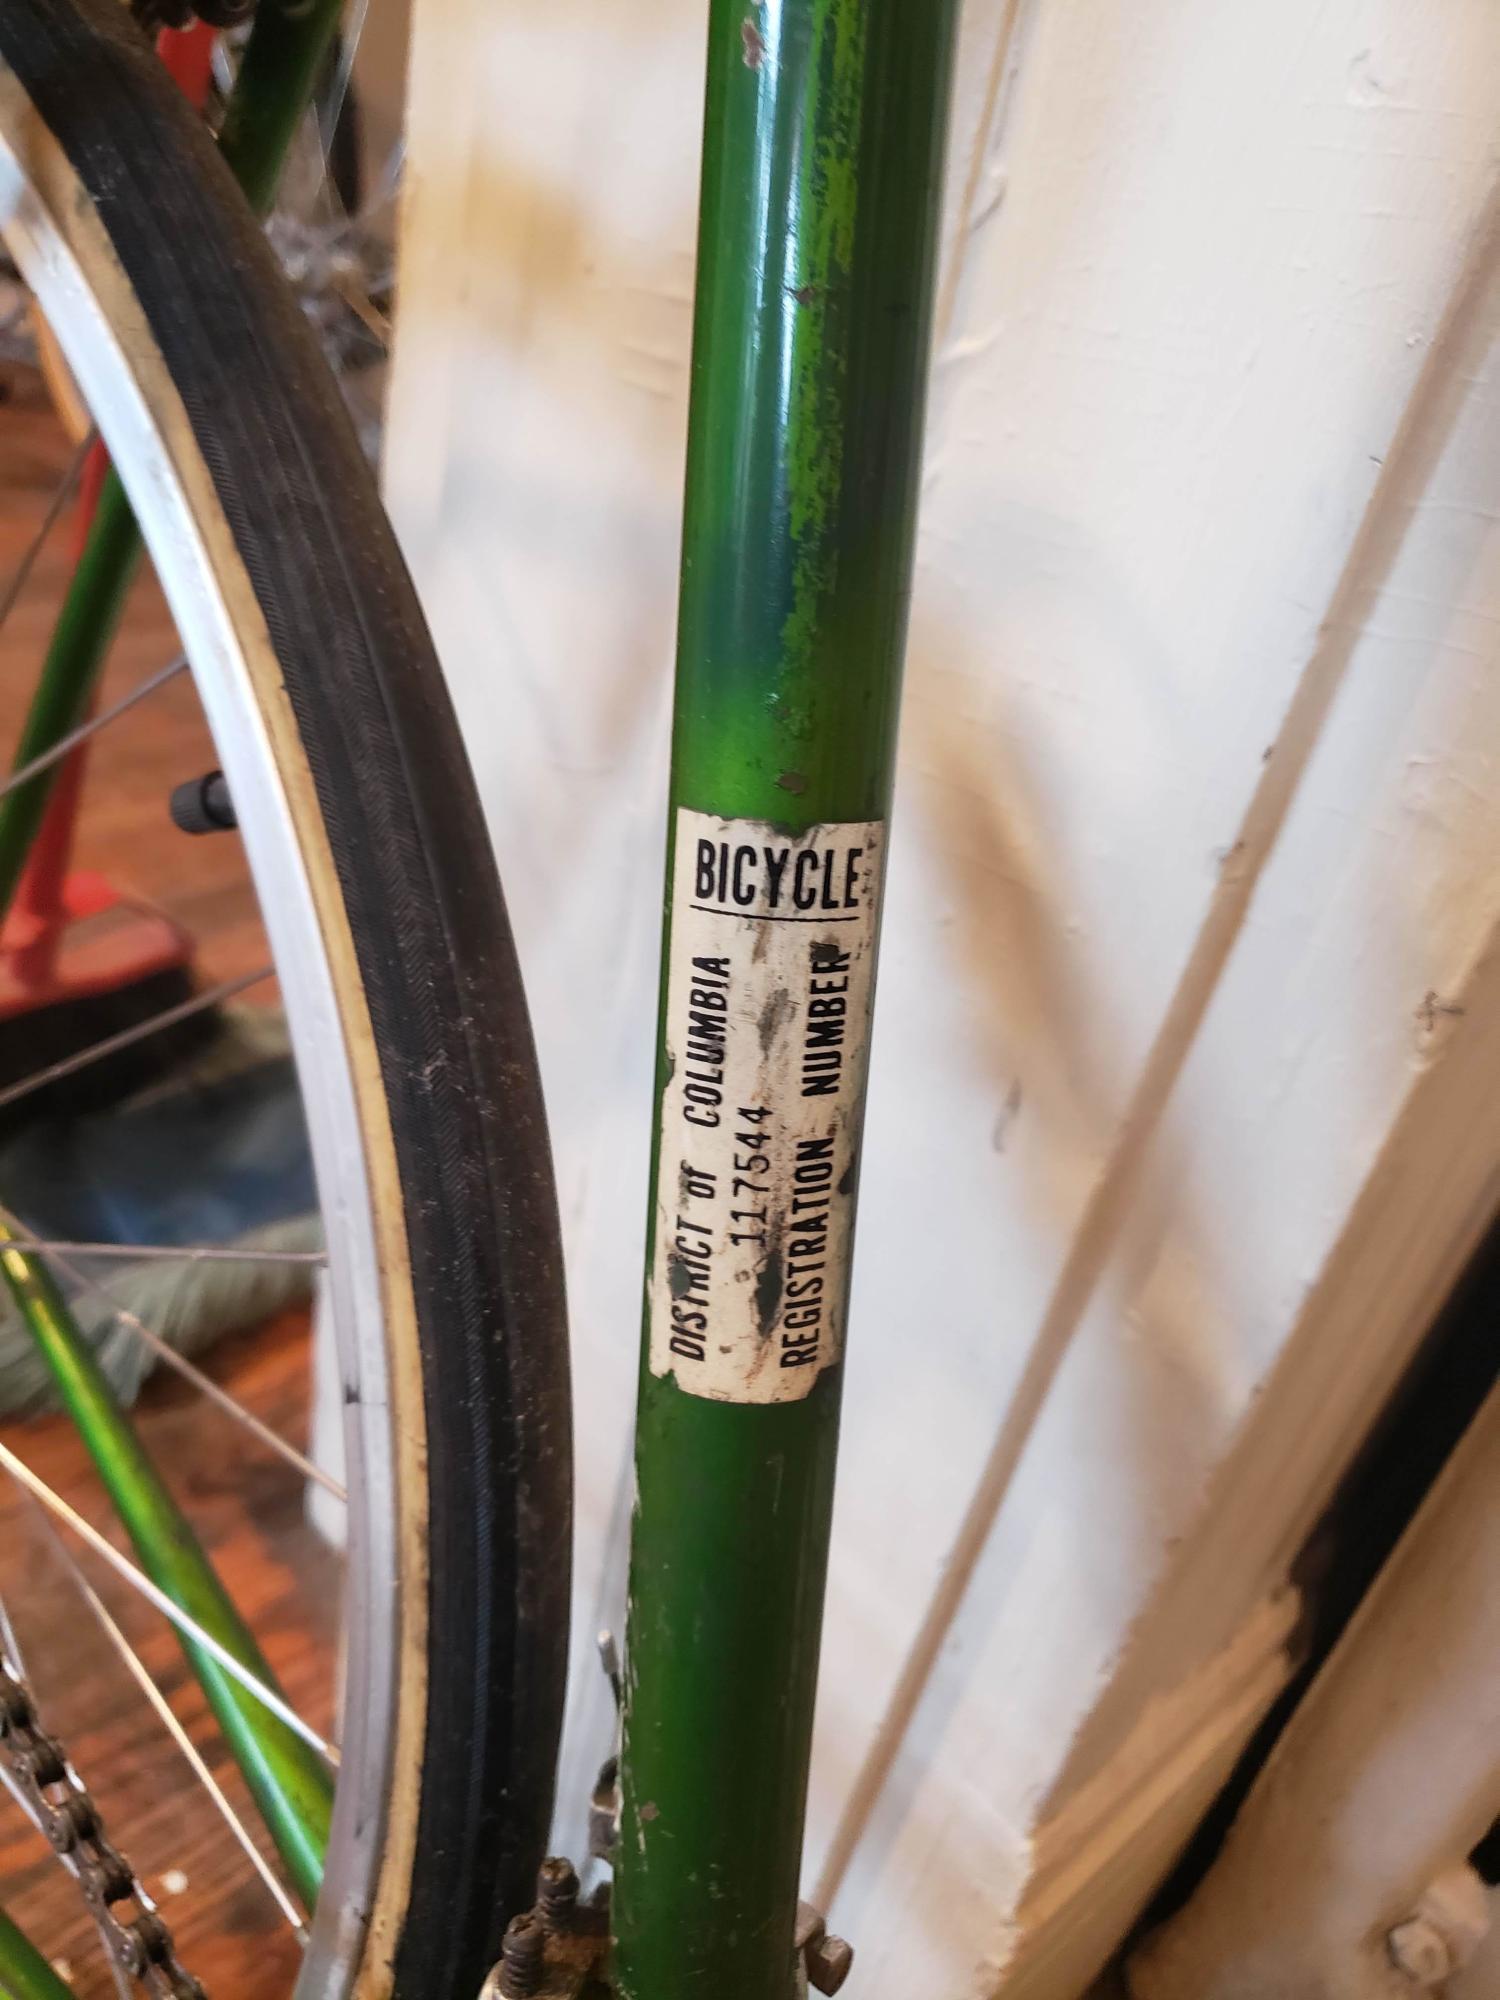 BICYCLE
DISTRICT of COLUMBIA
117544
REGISTRATION NUMBER